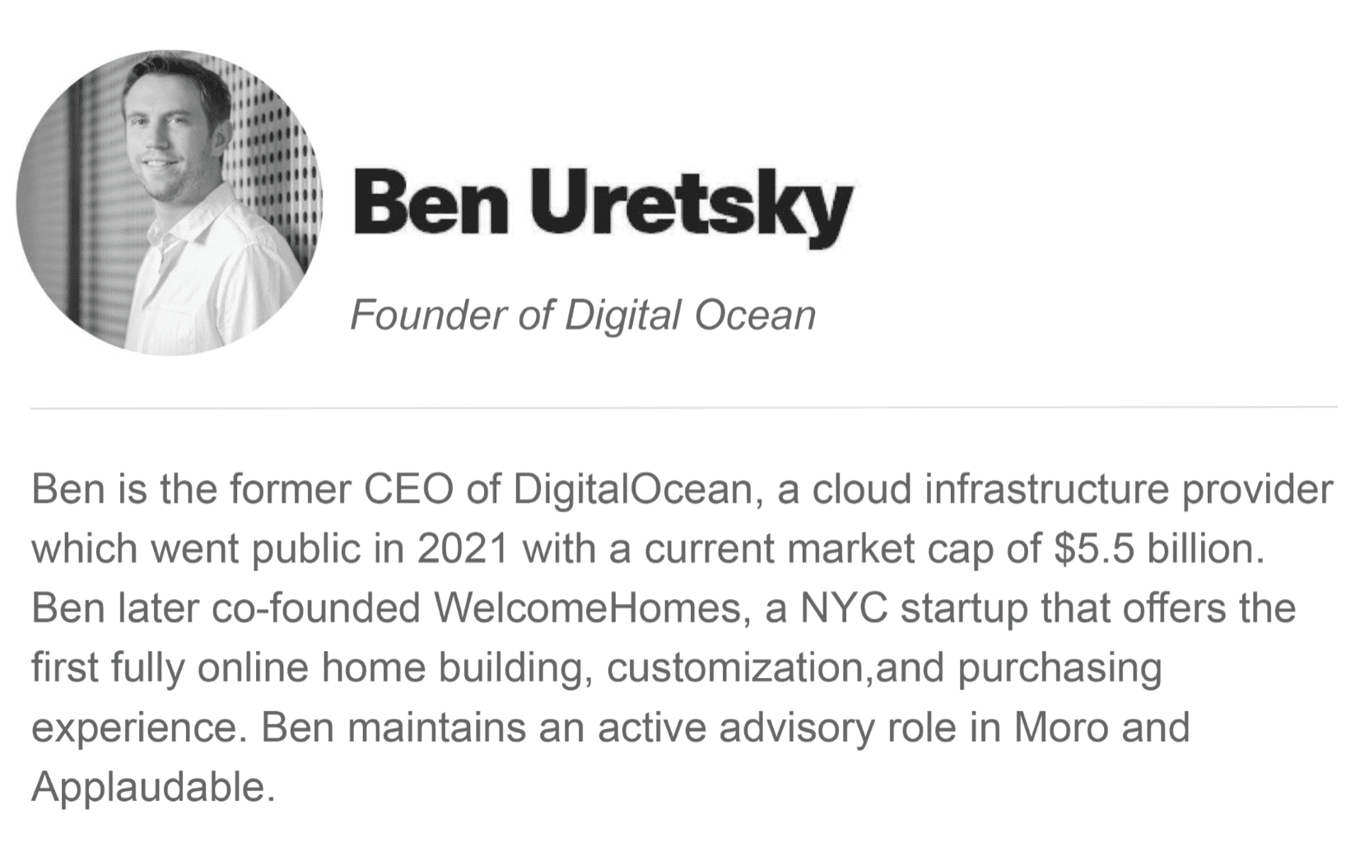 Ben Uretsky
Founder of Digital Ocean
Ben is the former CEO of DigitalOcean, a cloud infrastructure provider
which went public in 2021 with a current market cap of $5.5 billion.
Ben later co-founded WelcomeHomes, a NYC startup that offers the
first fully online home building, customization,and purchasing
experience. Ben maintains an active advisory role in Moro and
Applaudable.